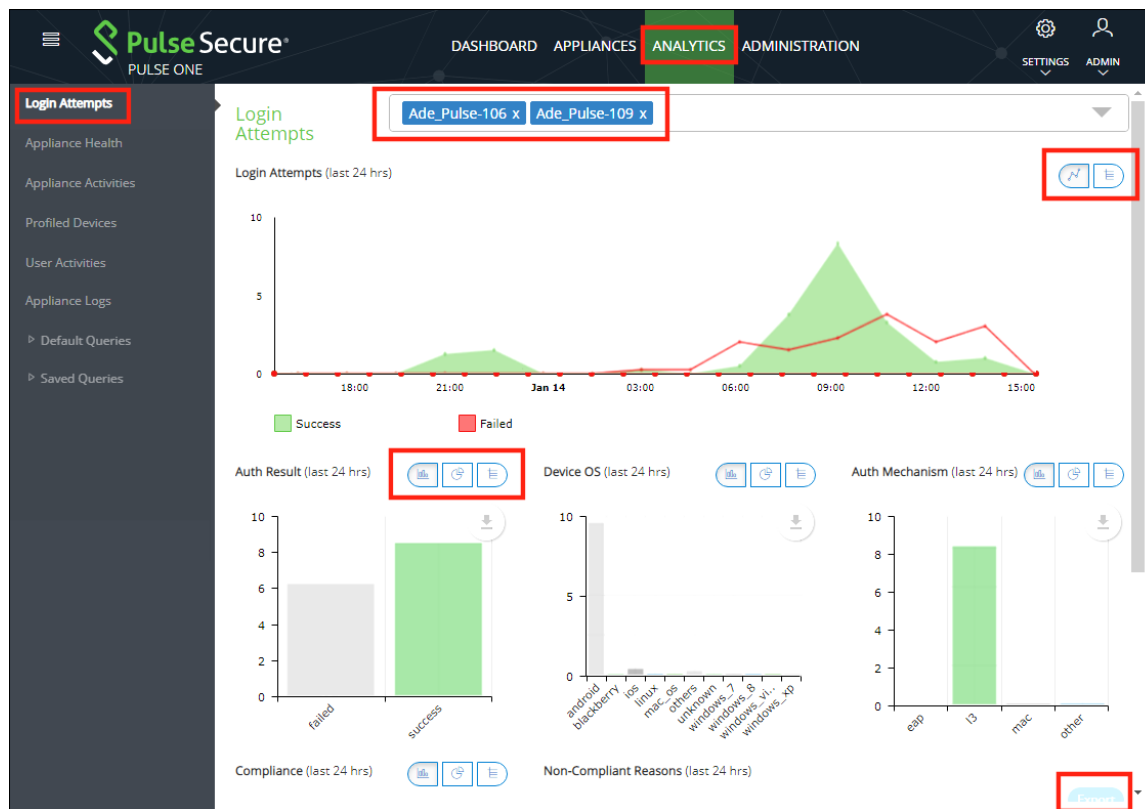 Pulse Secure®
PULSE ONE
DASHBOARD APPLIANCES ANALYTICS ADMINISTRATION
SETTINGS ADMIN
Login Attempts
Appliance Health
Appliance Activities
Profiled Devices
User Activities
Appliance Logs
Default Queries
Saved Queries
Login
Attempts
Ade_Pulse-106 x Ade_Pulse-109 x
Login Attempts (last 24 hrs)
10
5
0
18:00 21:00 Jan 14 03:00 06:00 09:00 12:00 15:00
Success Failed
Auth Result (last 24 hrs)
10
8
6
4
2
0
failed success
Device OS (last 24 hrs)
10
5
0
android blackberry ios linux mac_os others unknown windows_7 windows_8 windows_vi.. windows_xp
Auth Mechanism (last 24 hrs)
10
8
6
4
2
0
eap l3 mac other
Compliance (last 24 hrs)
Non-Compliant Reasons (last 24 hrs)
Export